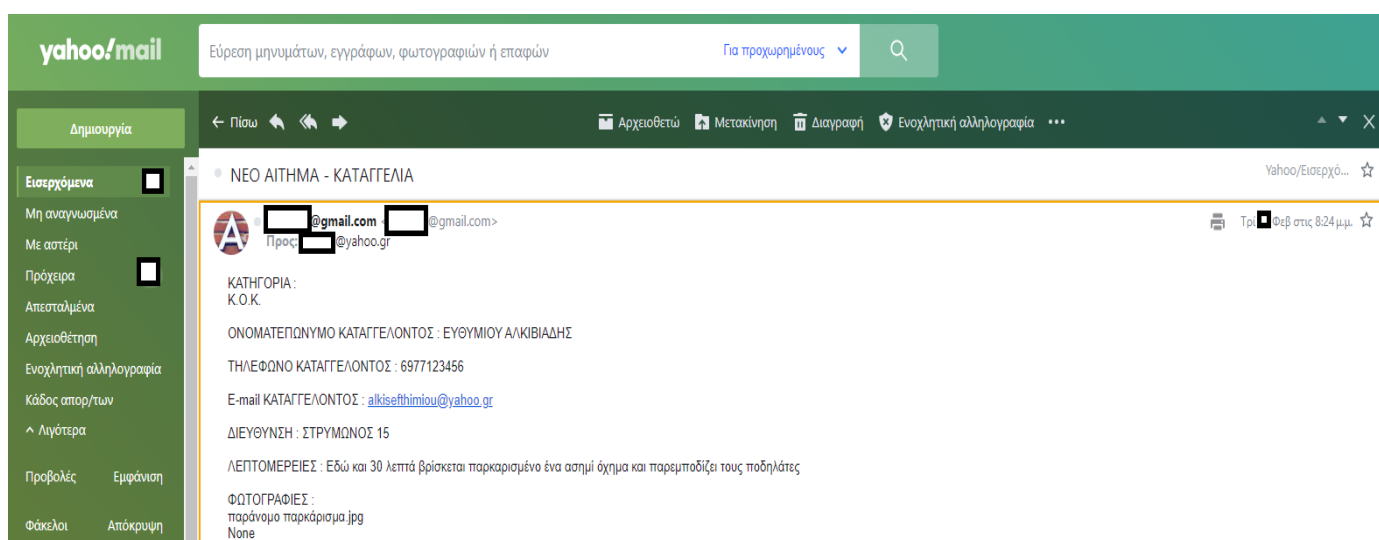 yahoo!mail
Εύρεση μηνυμάτων, εγγράφων, φωτογραφιών ή επαφών
Για προχωρημένους
Δημιουργία
Πίσω
Αρχειοθετώ
Μετακίνηση
Διαγραφή
Ενοχλητική αλληλογραφία
Εισερχόμενα
Μη αναγνωσμένα
Με αστέρι
Πρόχειρα
Απεσταλμένα
Αρχειοθέτηση
Ενοχλητική αλληλογραφία
Κάδος απορ/των
Λιγότερα
Προβολές Εμφάνιση
Φάκελοι Απόκρυψη
ΝΕΟ ΑΙΤΗΜΑ - ΚΑΤΑΓΓΕΛΙΑ
Yahoo/Εισερχό...
A
@gmail.com < @gmail.com>
Τρί Φεβ στις 8:24 μ.μ.
Προς: @yahoo.gr
ΚΑΤΗΓΟΡΙΑ :
Κ.Ο.Κ.
ΟΝΟΜΑΤΕΠΩΝΥΜΟ ΚΑΤΑΓΓΕΛΟΝΤΟΣ : ΕΥΘΥΜΙΟΥ ΑΛΚΙΒΙΑΔΗΣ
ΤΗΛΕΦΩΝΟ ΚΑΤΑΓΓΕΛΟΝΤΟΣ : 6977123456
E-mail ΚΑΤΑΓΓΕΛΟΝΤΟΣ : alkisefthimiou@yahoo.gr
ΔΙΕΥΘΥΝΣΗ : ΣΤΡΥΜΩΝΟΣ 15
ΛΕΠΤΟΜΕΡΕΙΕΣ : Εδώ και 30 λεπτά βρίσκεται παρκαρισμένο ένα ασημί όχημα και παρεμποδίζει τους ποδηλάτες
ΦΩΤΟΓΡΑΦΙΕΣ :
παράνομο παρκάρισμα.jpg
None